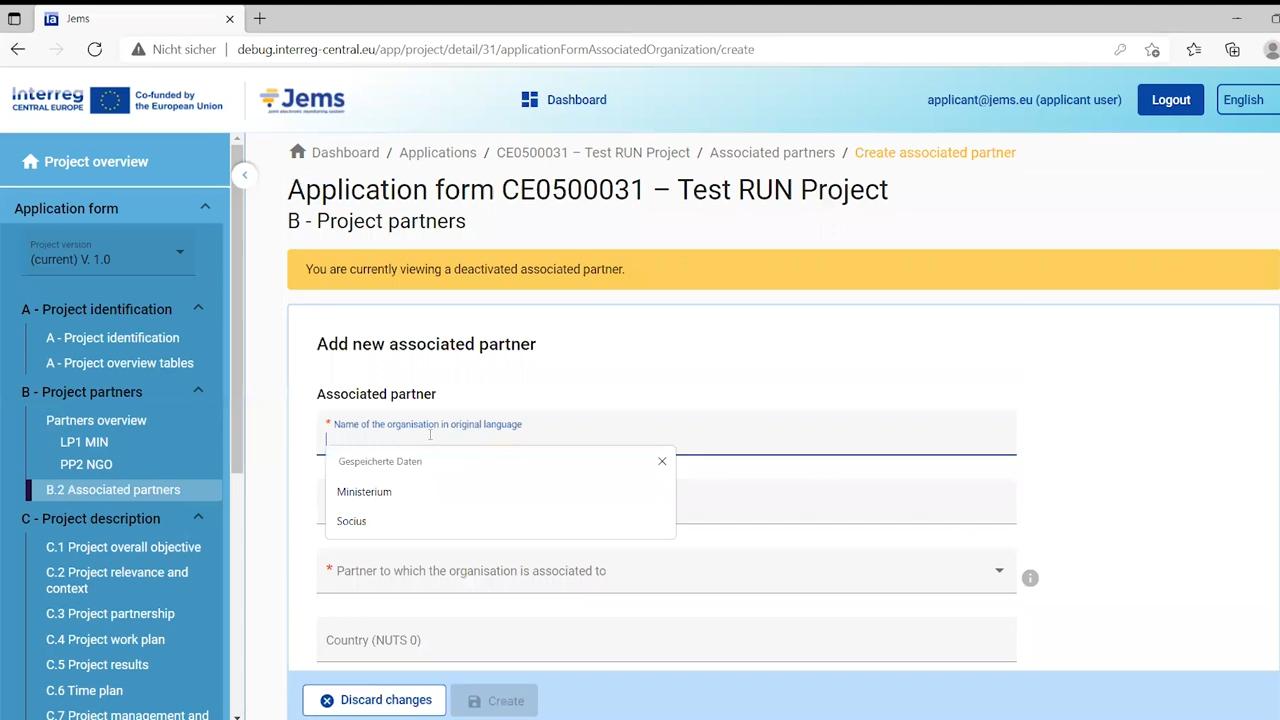 Jems
Nicht sicher
debug.interreg-central.eu/app/project/detail/31/applicationFormAssociatedOrganization/create
Interreg
CENTRAL EUROPE
Co-funded by
the European Union
Jems
joint electronic monitoring system
Dashboard
applicant@jems.eu (applicant user)
Logout
English
Project overview
Application form
Project version
(current) V. 1.0
A - Project identification
A - Project identification
A - Project overview tables
B - Project partners
Partners overview
LP1 MIN
PP2 NGO
B.2 Associated partners
C - Project description
C.1 Project overall objective
C.2 Project relevance and
context
C.3 Project partnership
C.4 Project work plan
C.5 Project results
C.6 Time plan
C.7 Project management and
Dashboard / Applications / CE0500031 – Test RUN Project / Associated partners / Create associated partner
Application form CE0500031 – Test RUN Project
B - Project partners
You are currently viewing a deactivated associated partner.
Add new associated partner
Associated partner
* Name of the organisation in original language
Gespeicherte Daten
Ministerium
Socius
* Partner to which the organisation is associated to
Country (NUTS 0)
Discard changes
Create